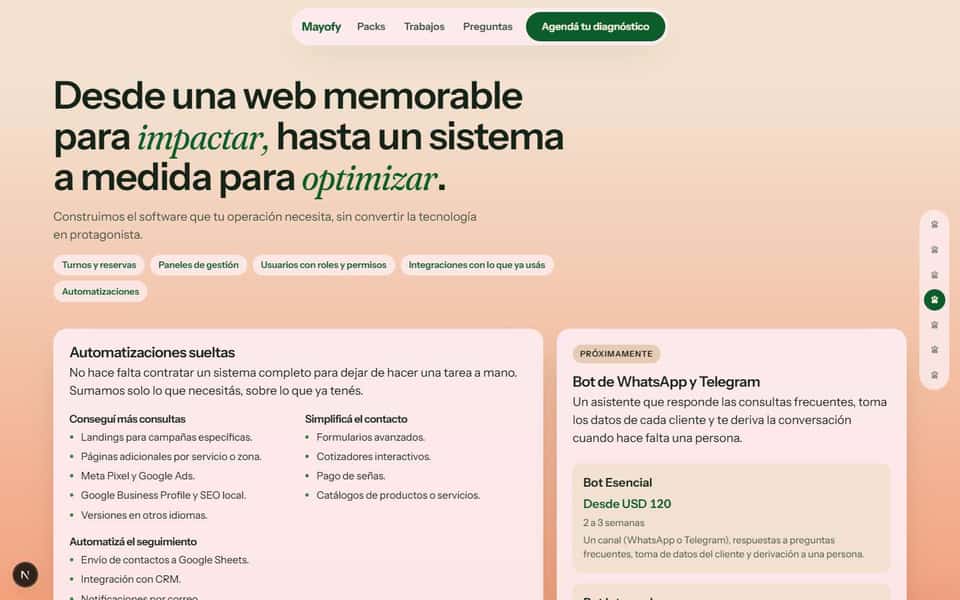 Mayofy
Packs
Trabajos
Preguntas
Agendá tu diagnóstico
Desde una web memorable
para impactar, hasta un sistema
a medida para optimizar.
Construimos el software que tu operación necesita, sin convertir la tecnología
en protagonista.
Turnos y reservas
Paneles de gestión
Usuarios con roles y permisos
Integraciones con lo que ya usás
Automatizaciones
Automatizaciones sueltas
No hace falta contratar un sistema completo para dejar de hacer una tarea a mano.
Sumamos solo lo que necesitás, sobre lo que ya tenés.
Conseguí más consultas
• Landings para campañas específicas.
• Páginas adicionales por servicio o zona.
• Meta Pixel y Google Ads.
• Google Business Profile y SEO local.
• Versiones en otros idiomas.
Simplificá el contacto
• Formularios avanzados.
• Cotizadores interactivos.
• Pago de señas.
• Catálogos de productos o servicios.
Automatizá el seguimiento
• Envío de contactos a Google Sheets.
• Integración con CRM.
• Notificaciones por correo
PRÓXIMAMENTE
Bot de WhatsApp y Telegram
Un asistente que responde las consultas frecuentes, toma
los datos de cada cliente y te deriva la conversación
cuando hace falta una persona.
Bot Esencial
Desde USD 120
2 a 3 semanas
Un canal (WhatsApp o Telegram), respuestas a preguntas
frecuentes, toma de datos del cliente y derivación a una persona.
N